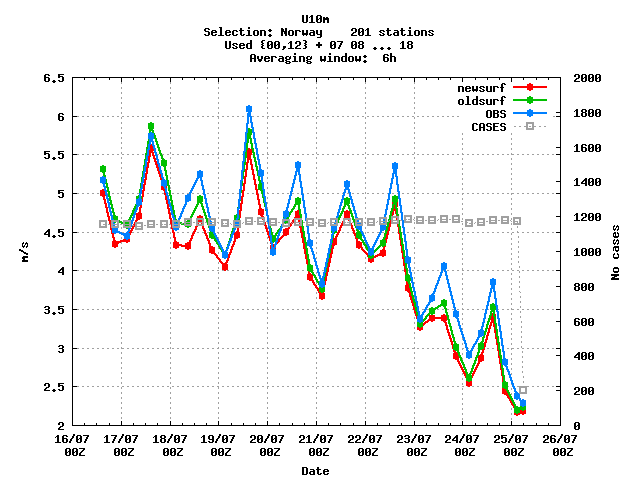 U10m
Selection: Norway    201 stations
Used {00,12} + 07 08 ... 18
Averaging window:  6h
newsurf
oldsurf
OBS
CASES
6.5
6
5.5
5
4.5
4
3.5
3
2.5
2
m/s
2000
1800
1600
1400
1200
1000
800
600
400
200
0
No cases
16/07 17/07 18/07 19/07 20/07 21/07 22/07 23/07 24/07 25/07 26/07
00Z 00Z 00Z 00Z 00Z 00Z 00Z 00Z 00Z 00Z 00Z
Date